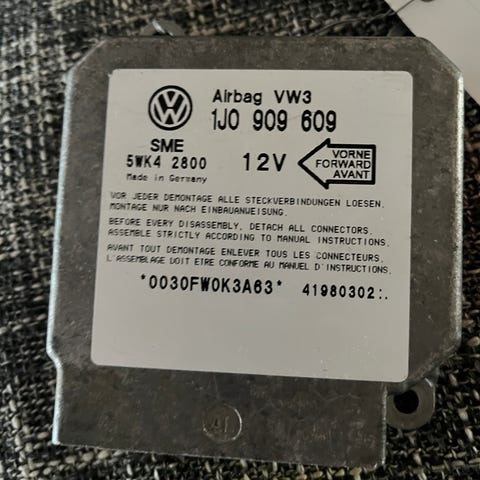 Airbag VW3
1J0 909 609
SME
5WK4 2800
12V
VORNE
FORWARD
AVANT
Made in Germany
VOR JEDER DEMONTAGE ALLE STECKVERBINDUNGEN LOESEN.
MONTAGE NUR NACH EINBAUANWEISUNG.
BEFORE EVERY DISASSEMBLY, DETACH ALL CONNECTORS.
ASSEMBLE STRICTLY ACCORDING TO MANUAL INSTRUCTIONS.
AVANT TOUT DEMONTAGE ENLEVER TOUS LES CONNECTEURS.
L'ASSEMBLAGE DOIT EIRE CONFORME AU MANUEL D'INSTRUCTIONS.
*0030FW0K3A63* 41980302:.